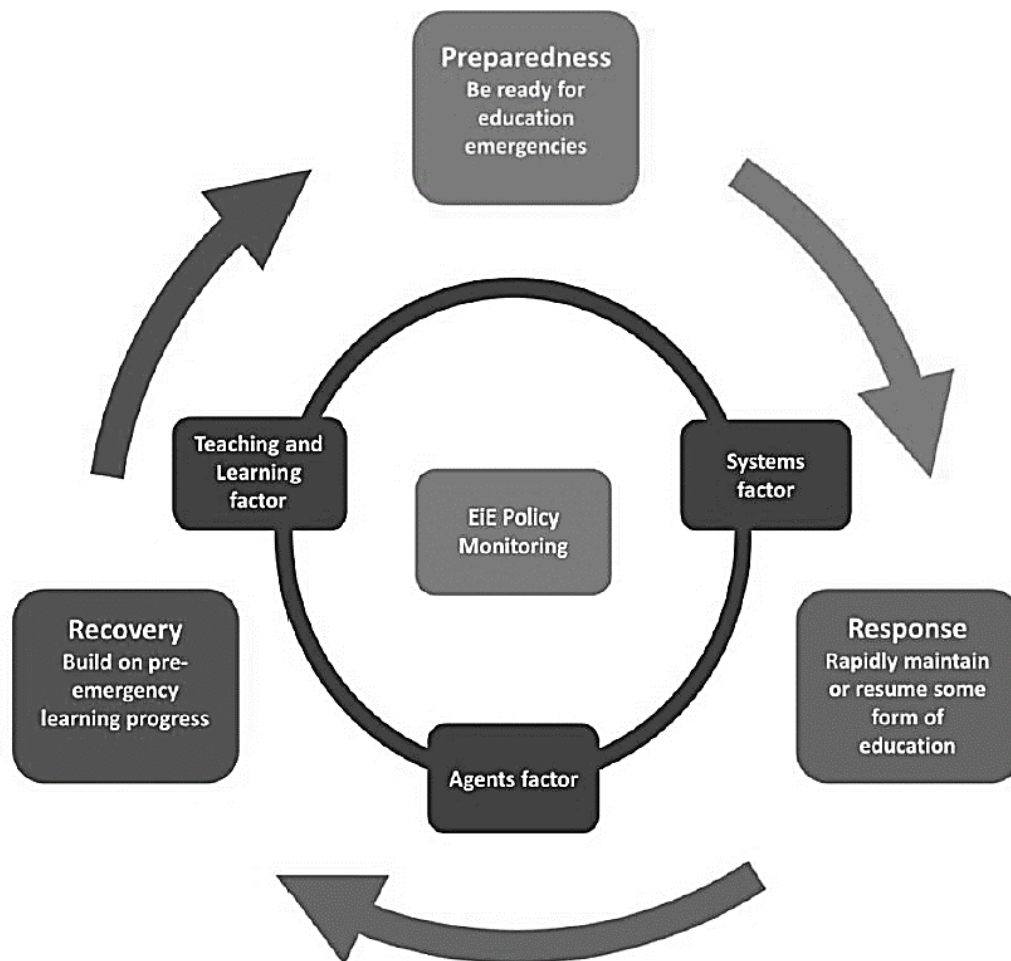 Preparedness
Be ready for
education
emergencies
Teaching and
Learning
factor
Systems
factor
EiE Policy
Monitoring
Recovery
Build on pre-
emergency
learning progress
Response
Rapidly maintain
or resume some
form of
education
Agents factor